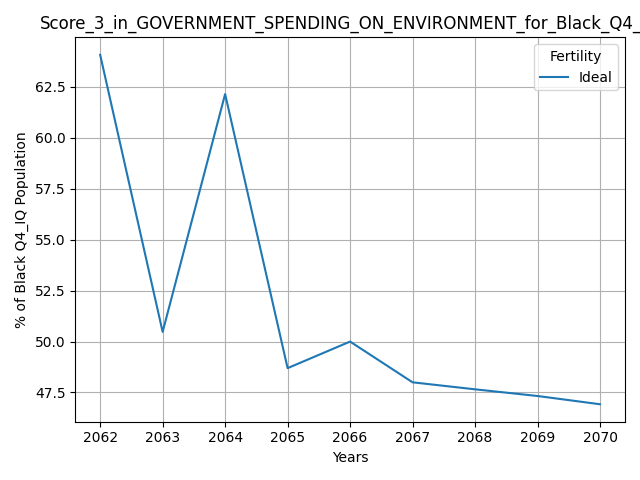 Score_3_in_GOVERNMENT_SPENDING_ON_ENVIRONMENT_for_Black_Q4_
Fertility
Ideal
% of Black Q4_IQ Population
62.5
60.0
57.5
55.0
52.5
50.0
47.5
2062 2063 2064 2065 2066 2067 2068 2069 2070
Years